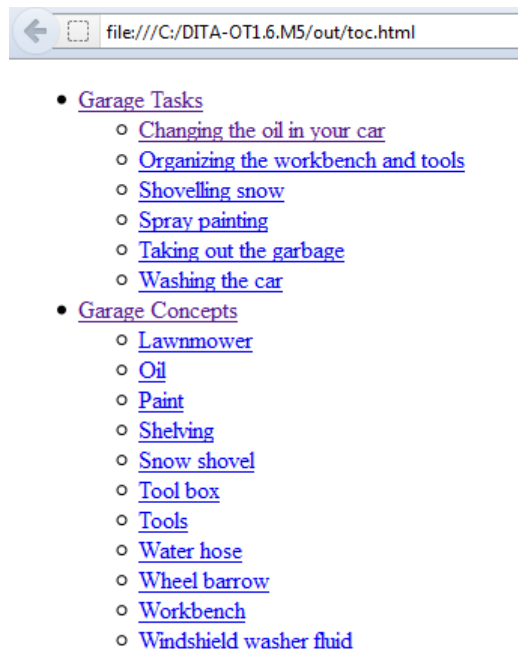 file:///C:/DITA-OT1.6.M5/out/toc.html
Garage Tasks
Changing the oil in your car
Organizing the workbench and tools
Shovelling snow
Spray painting
Taking out the garbage
Washing the car
Garage Concepts
Lawnmower
Oil
Paint
Shelving
Snow shovel
Tool box
Tools
Water hose
Wheel barrow
Workbench
Windshield washer fluid